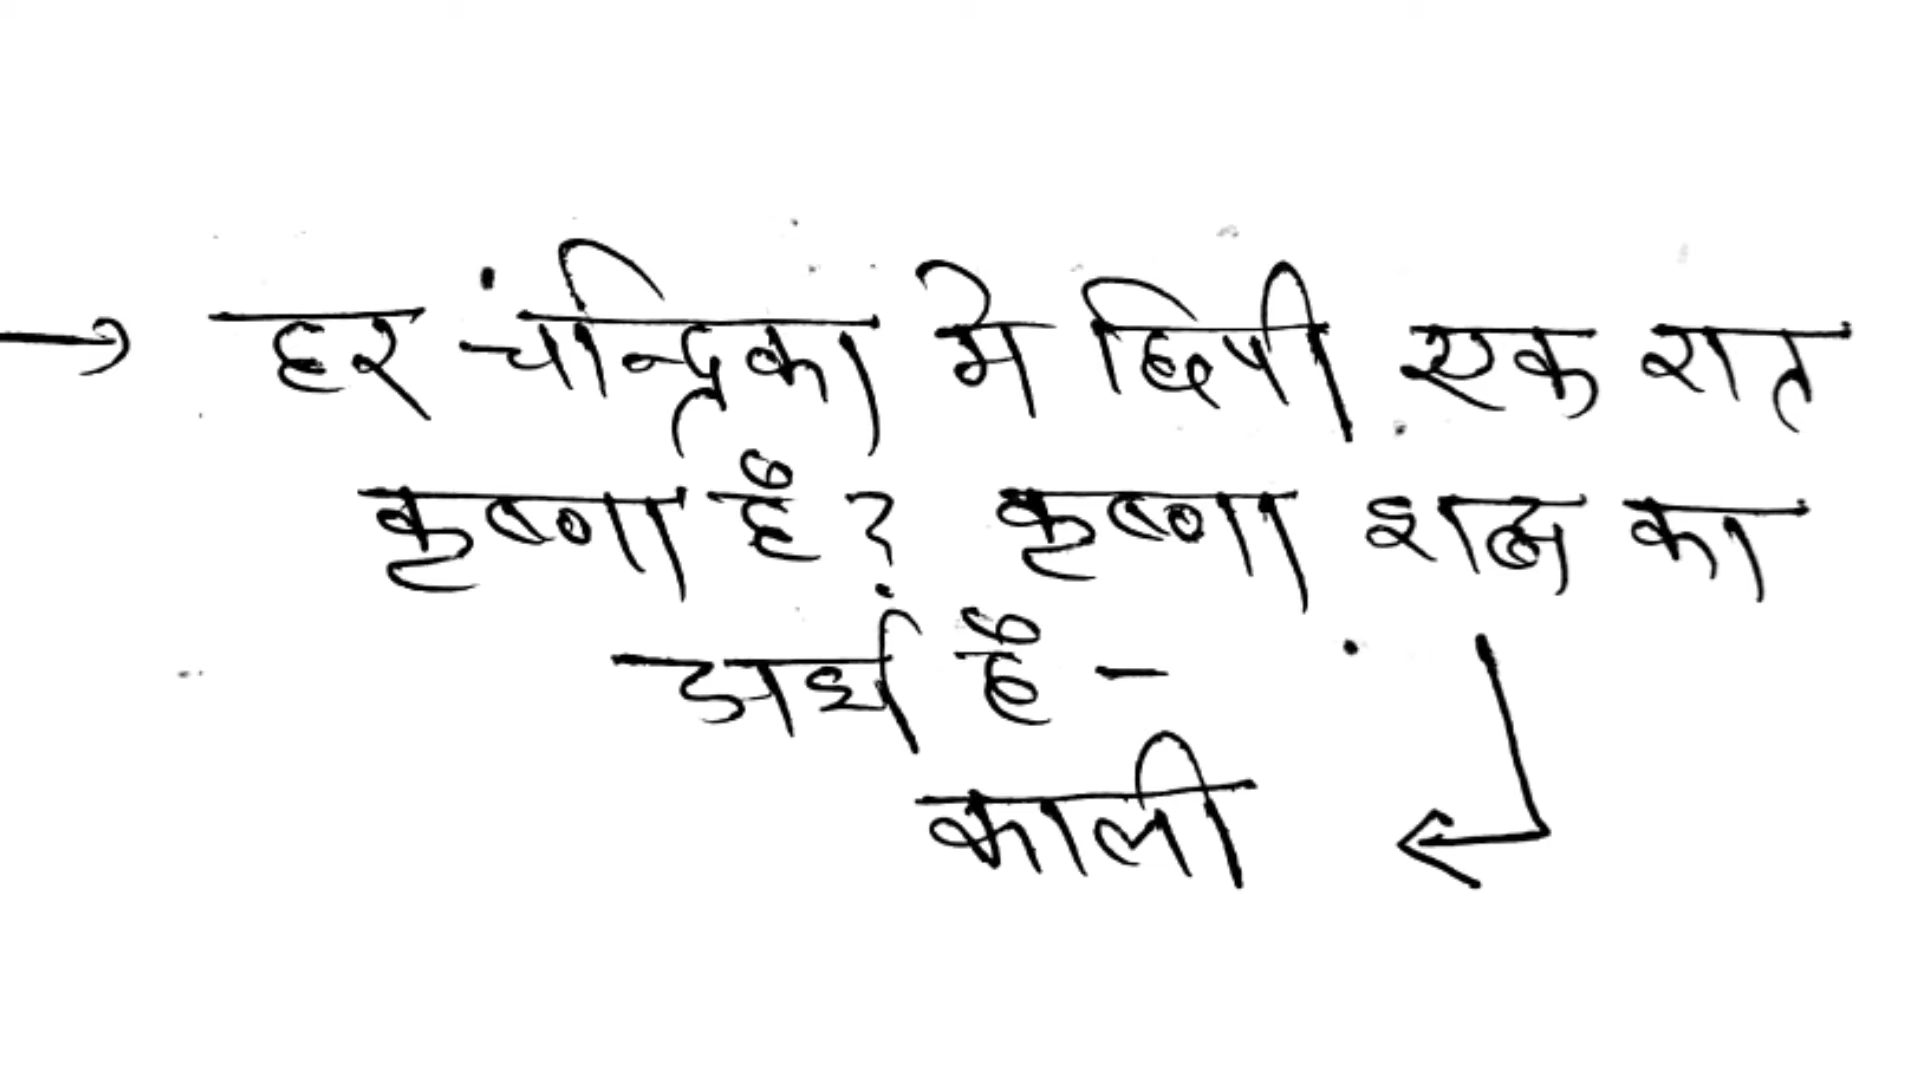 → हर चन्द्रिका मे छिपी एक रात
कृष्णा है? कृष्णा शब्द का
अर्थ है -
काली